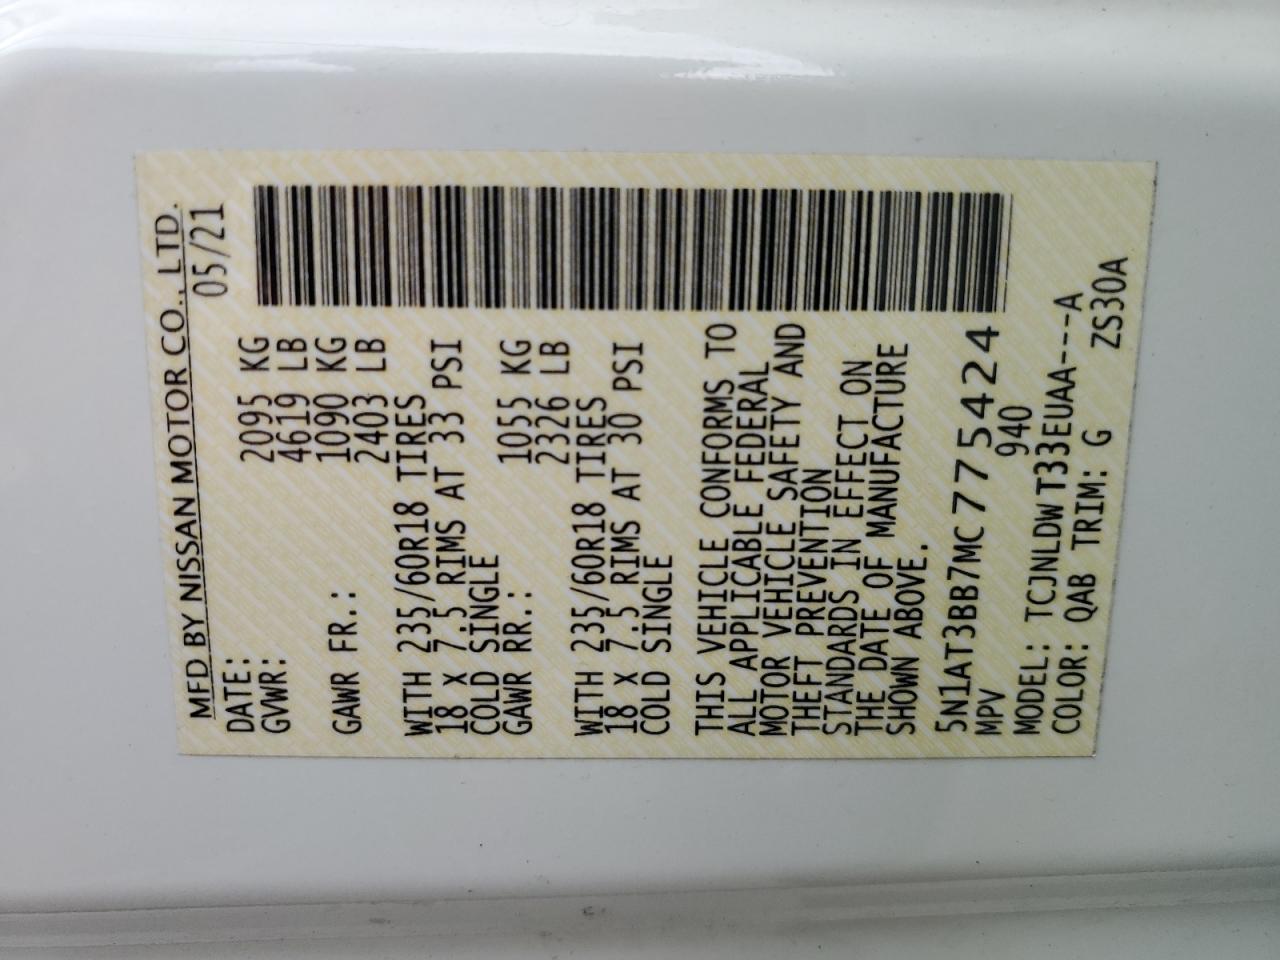 MFD BY NISSAN MOTOR CO., LTD.
DATE: 05/21
GVWR: 2095 KG
4619 LB
GAWR FR.: 1090 KG
2403 LB
WITH 235/60R18 TIRES
18 X 7.5 RIMS AT 33 PSI
COLD SINGLE
GAWR RR.: 1055 KG
2326 LB
WITH 235/60R18 TIRES
18 X 7.5 RIMS AT 30 PSI
COLD SINGLE
THIS VEHICLE CONFORMS TO
ALL APPLICABLE FEDERAL
MOTOR VEHICLE SAFETY AND
THEFT PREVENTION
STANDARDS IN EFFECT ON
THE DATE OF MANUFACTURE
SHOWN ABOVE.
5N1AT3BB7MC775424
MPV 940
MODEL: TCJNLDWT33EUAA---A
COLOR: QAB TRIM: G ZS30A